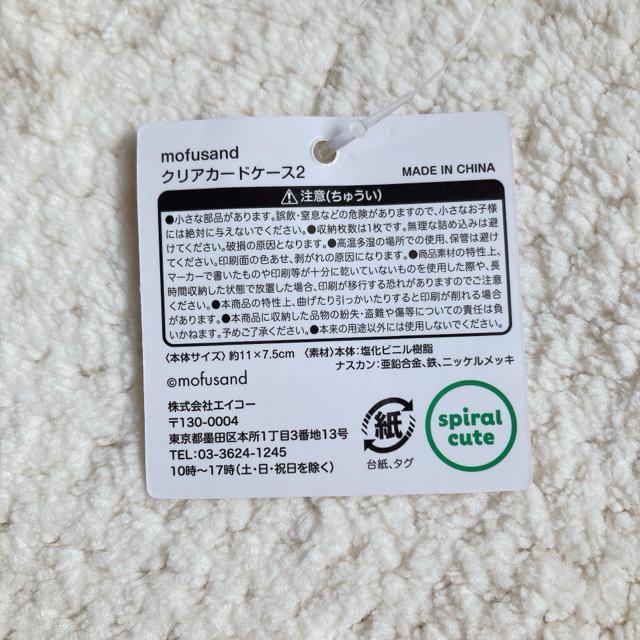 mofusand
クリアカードケース2
MADE IN CHINA
注意(ちゅうい)
●小さな部品があります。誤飲・窒息などの危険がありますので、小さなお子様
には絶対に与えないでください。●収納枚数は1枚です。無理な詰め込みは避
けてください。破損の原因となります。●高温多湿の場所での使用、保管は避け
てください。印刷面の色あせ、剥がれの原因になります。●商品素材の特性上、
マーカーで書いたものや印刷等が十分に乾いていないものを使用した際や、長
時間収納した状態で放置した場合、印刷が移行する恐れがありますのでご注意
ください。●本商品の特性上、曲げたり引っかいたりすると印刷が削れる場合
があります。●本商品に収納した品物の紛失・盗難や傷等についての責任は負
いかねます。予めご了承ください。●本来の用途以外には使用しないでください。
〈本体サイズ〉約11×7.5cm 〈素材〉本体:塩化ビニル樹脂
ナスカン:亜鉛合金、鉄、ニッケルメッキ
©mofusand
株式会社エイコー
〒130-0004
東京都墨田区本所1丁目3番地13号
TEL:03-3624-1245
10時〜17時(土・日・祝日を除く)
紙
台紙、タグ
spiral
cute